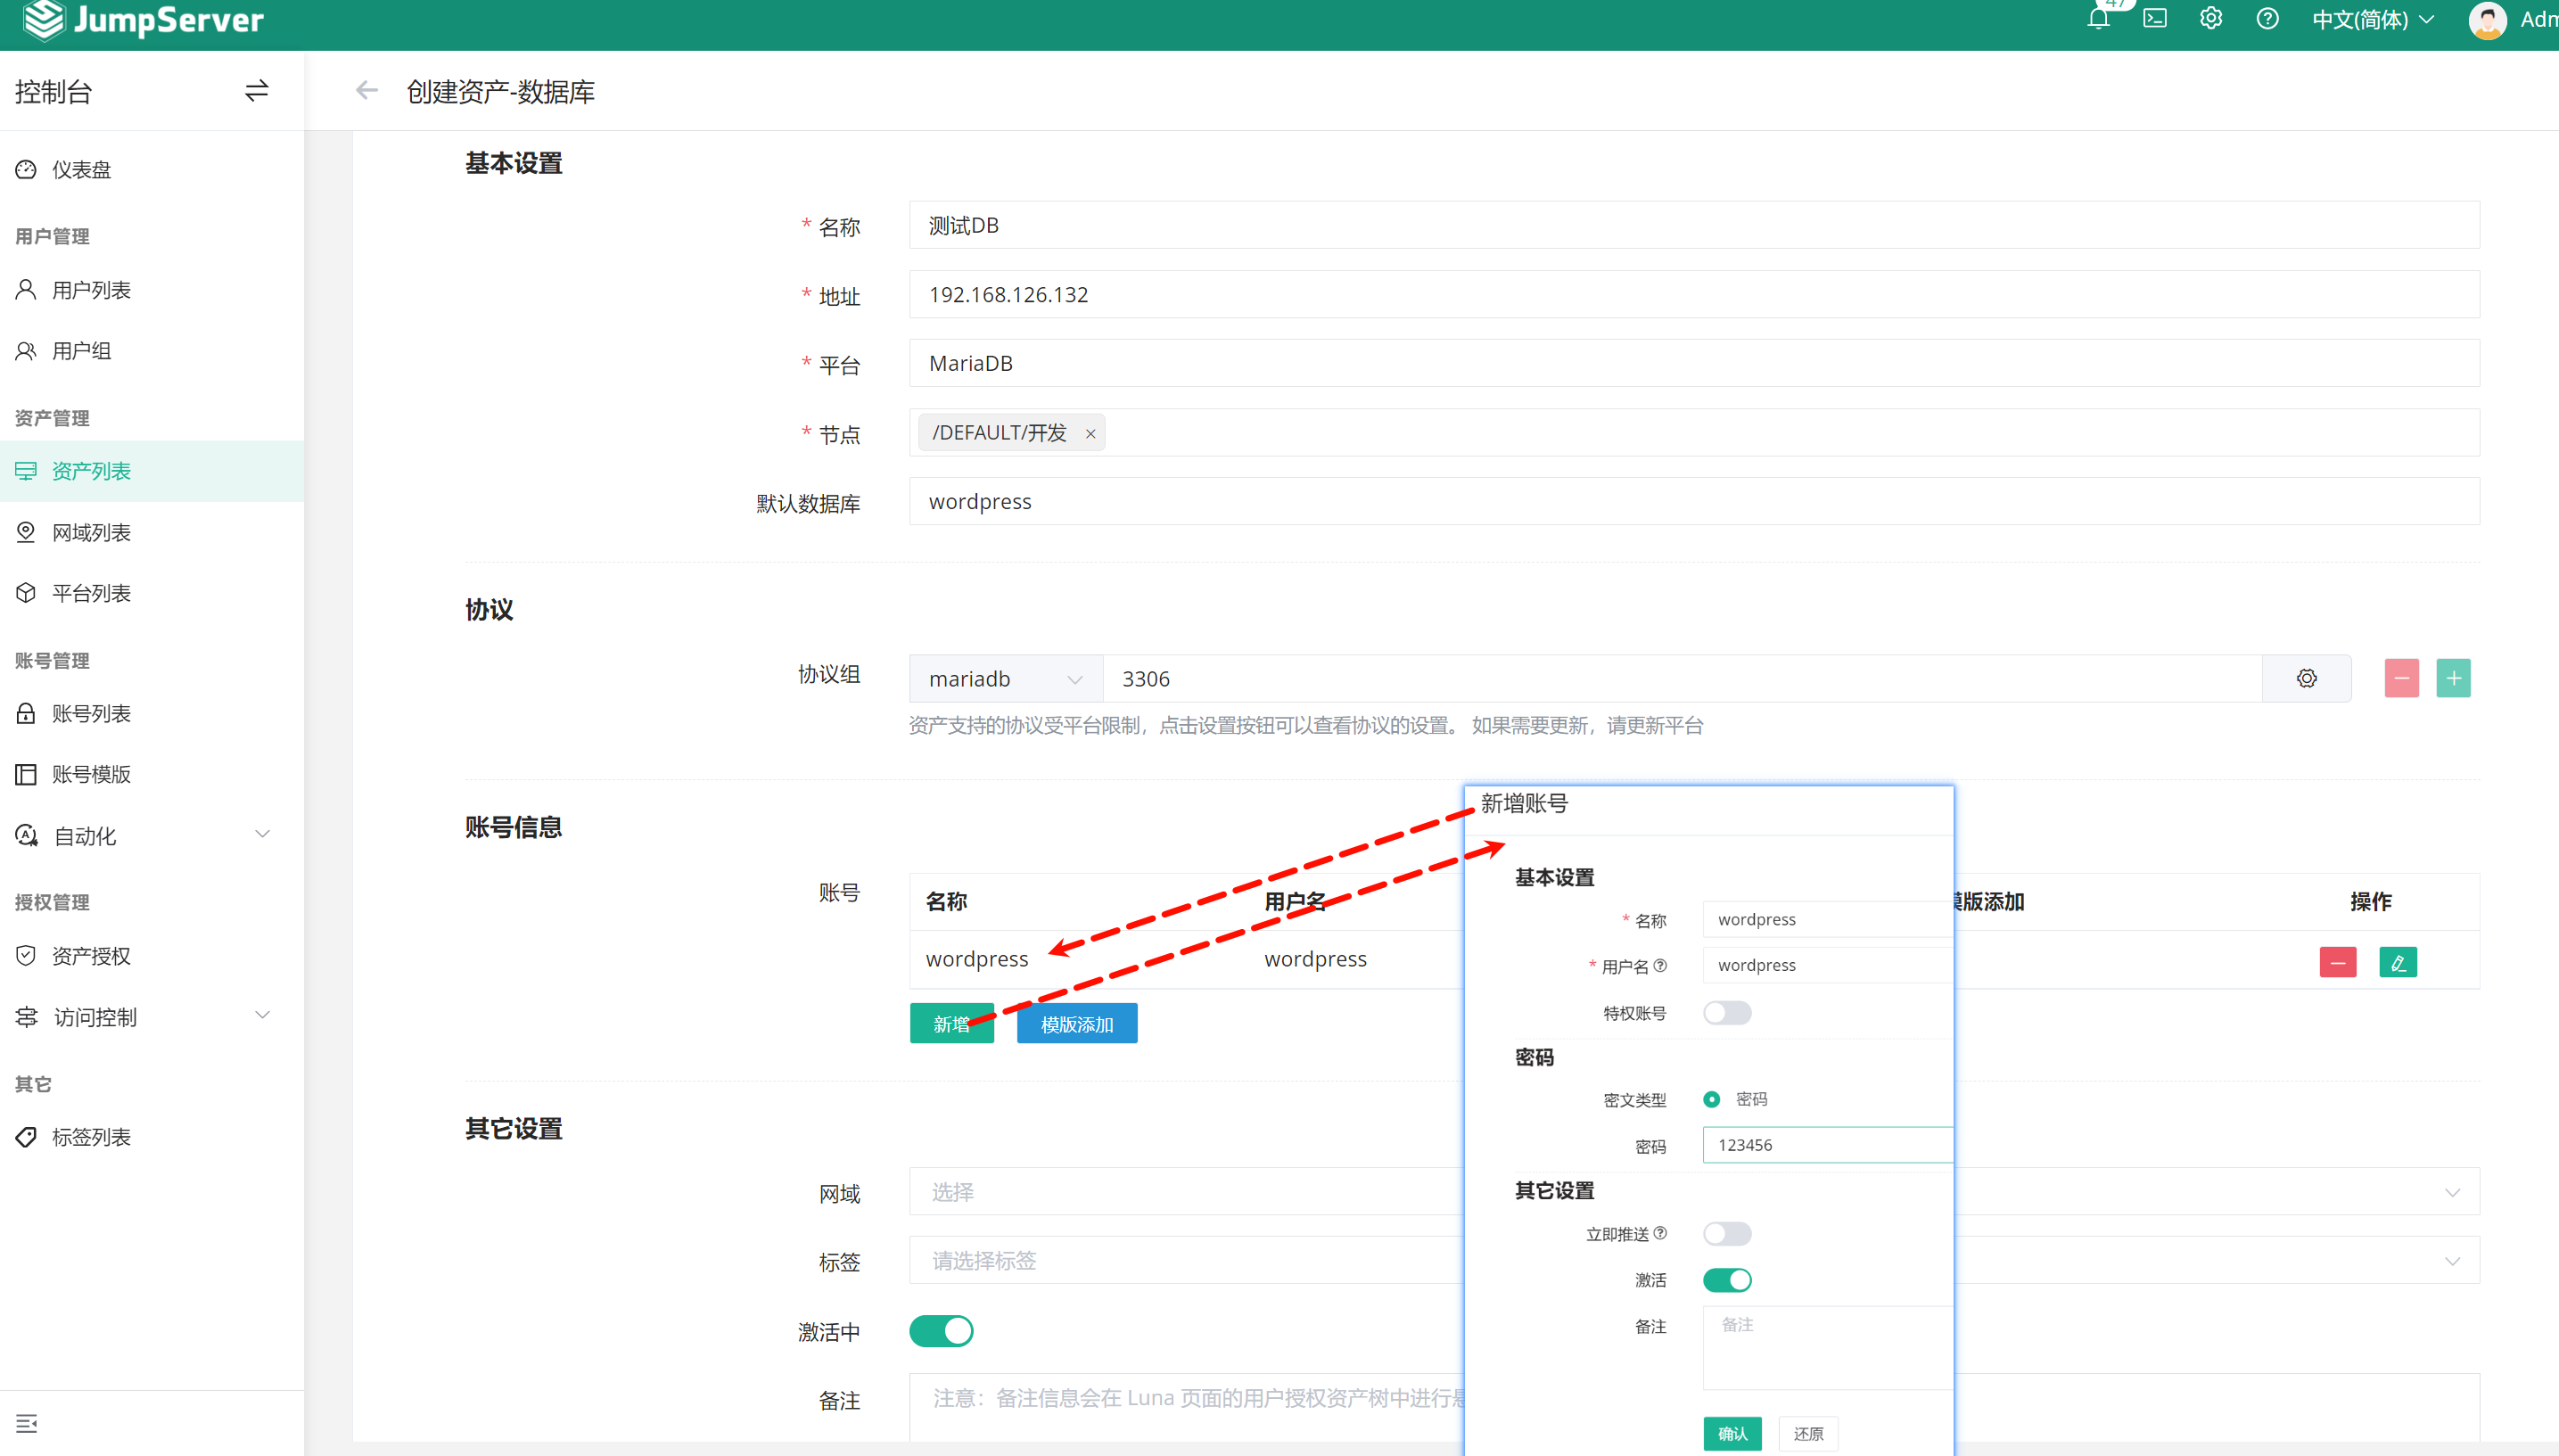 JumpServer
47
中文(简体)
Adm
控制台
创建资产-数据库
仪表盘
用户管理
用户列表
用户组
资产管理
资产列表
网域列表
平台列表
账号管理
账号列表
账号模版
自动化
授权管理
资产授权
访问控制
其它
标签列表
基本设置
* 名称
测试DB
* 地址
192.168.126.132
* 平台
MariaDB
* 节点
/DEFAULT/开发 ×
默认数据库
wordpress
协议
协议组
mariadb
3306
资产支持的协议受平台限制，点击设置按钮可以查看协议的设置。 如果需要更新，请更新平台
账号信息
账号
名称 用户名 版添加 操作
wordpress wordpress
新增 模版添加
其它设置
网域
选择
标签
请选择标签
激活中
备注
注意：备注信息会在 Luna 页面的用户授权资产树中进行
新增账号
基本设置
* 名称
wordpress
* 用户名
wordpress
特权账号
密码
密文类型
密码
密码
123456
其它设置
立即推送
激活
备注
备注
确认 还原